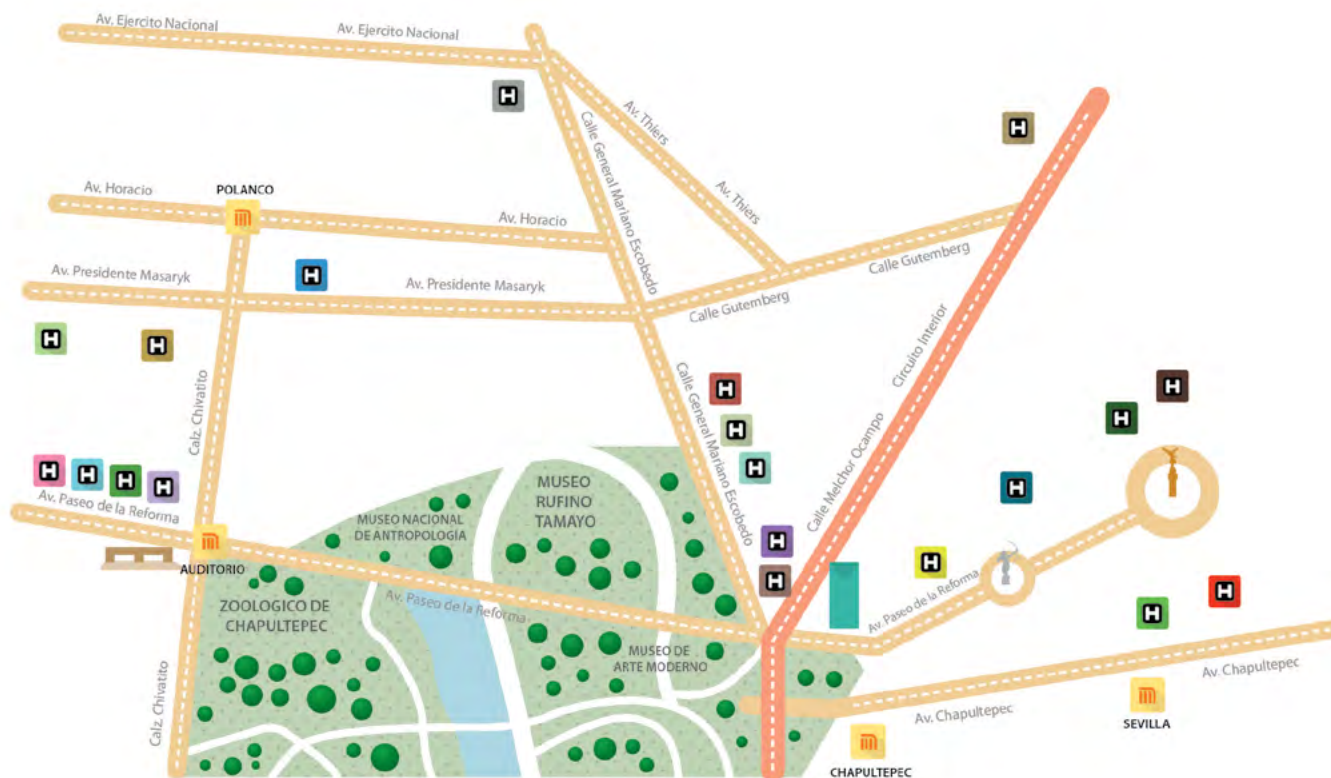 Av. Ejercito Nacional
Av. Ejercito Nacional
H
Av. Thiers
Calle General Mariano Escobedo
H
Av. Horacio
POLANCO
Av. Horacio
Av. Thiers
Av. Presidente Masaryk
H
Av. Presidente Masaryk
Calle Gutemberg
Calle Gutemberg
H
H
Calz. Chivatito
Calle General Mariano Escobedo
H
H
H
Circuito Interior
Calle Melchor Ocampo
H
H
H
H
H
H
H
Av. Paseo de la Reforma
AUDITORIO
MUSEO NACIONAL
DE ANTROPOLOGIA
MUSEO
RUFINO
TAMAYO
H
H
H
H
ZOOLOGICO DE
CHAPULTEPEC
Av. Paseo de la Reforma
Av. Paseo de la Reforma
H
H
MUSEO DE
ARTE MODERNO
Calz. Chivatito
Av. Chapultepec
Av. Chapultepec
SEVILLA
CHAPULTEPEC